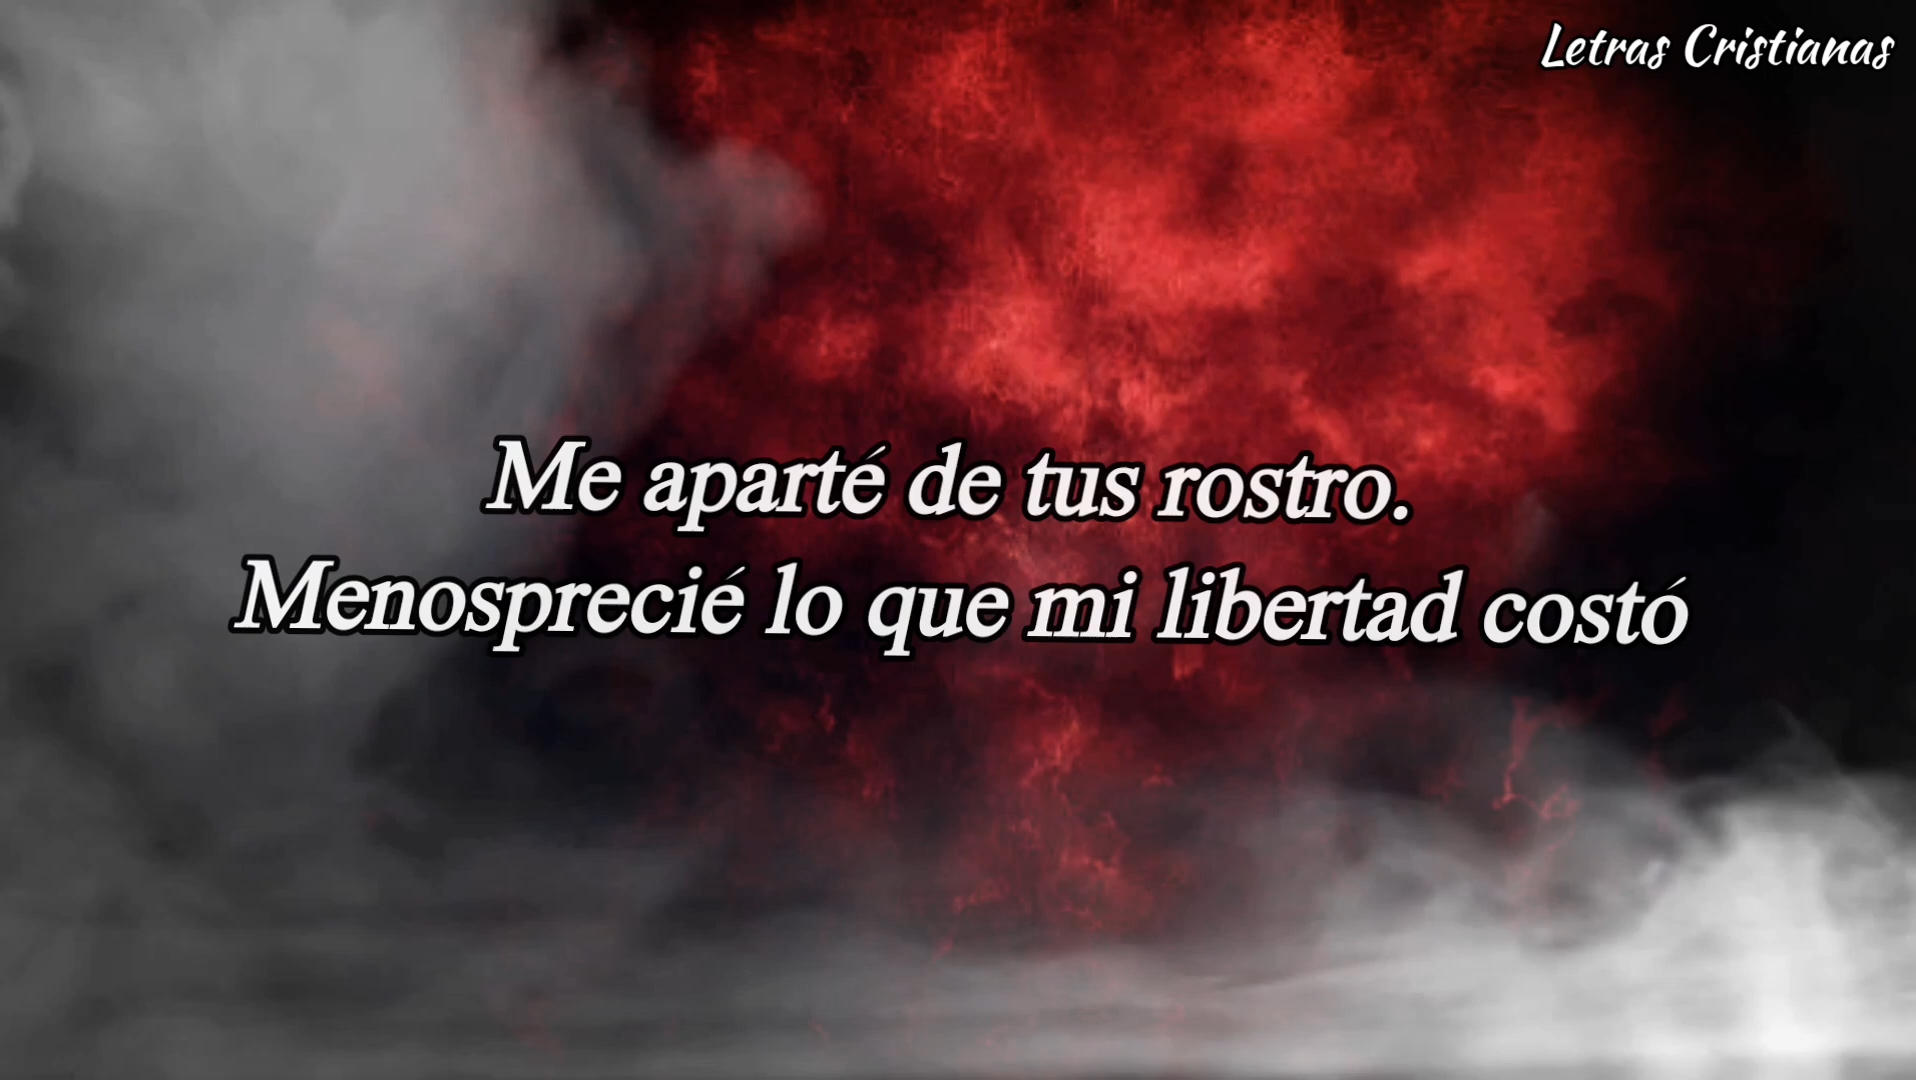 Letras Cristianas
Me aparté de tus rostro.
Menosprecié lo que mi libertad costó